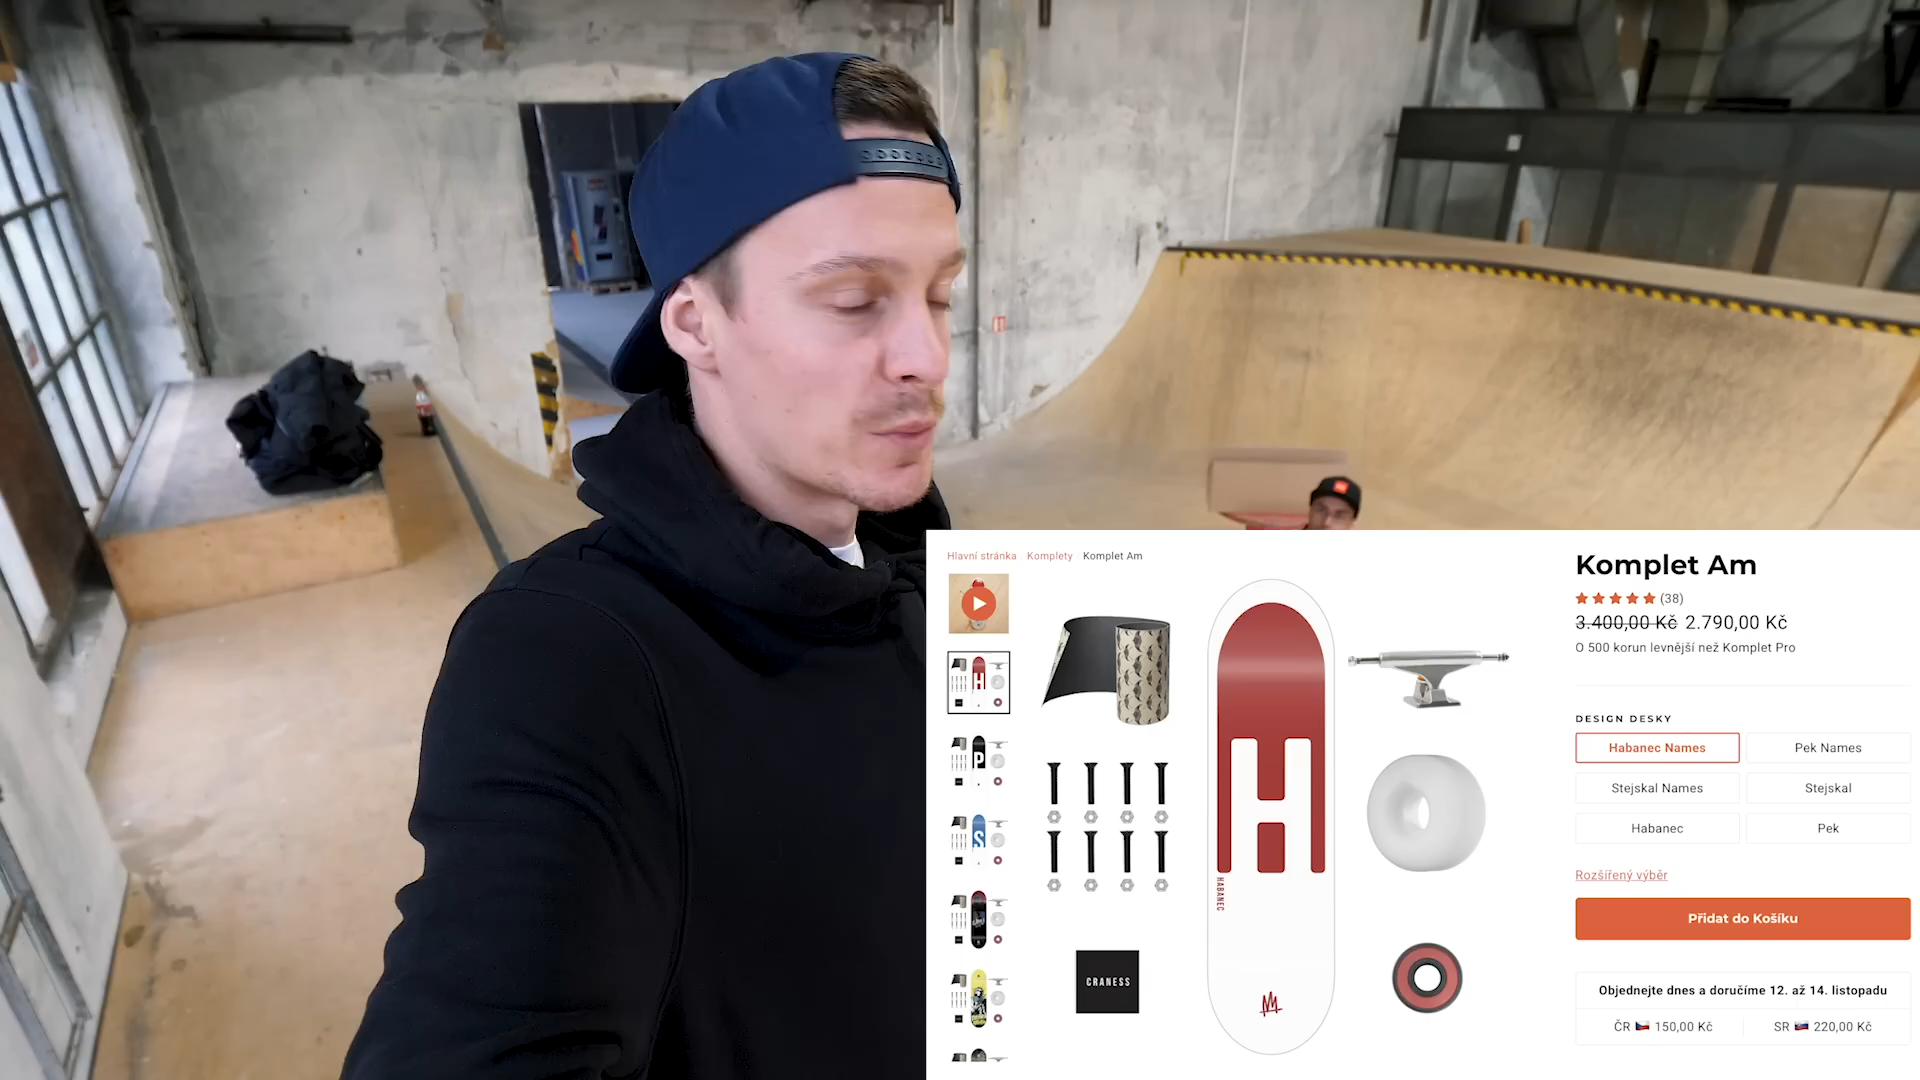 Hlavní stránka Komplety Komplet Am
Komplet Am
(38)
3.400,00 Kč 2.790,00 Kč
O 500 korun levnější než Komplet Pro
DESIGN DESKY
Habanec Names
Pek Names
Stejskal Names
Stejskal
Habanec
Pek
Rozšířený výběr
Přidat do Košíku
Objednejte dnes a doručíme 12. až 14. listopadu
ČR 150,00 Kč
SR 220,00 Kč
H
HABANEC
CRANESS
H
P
S